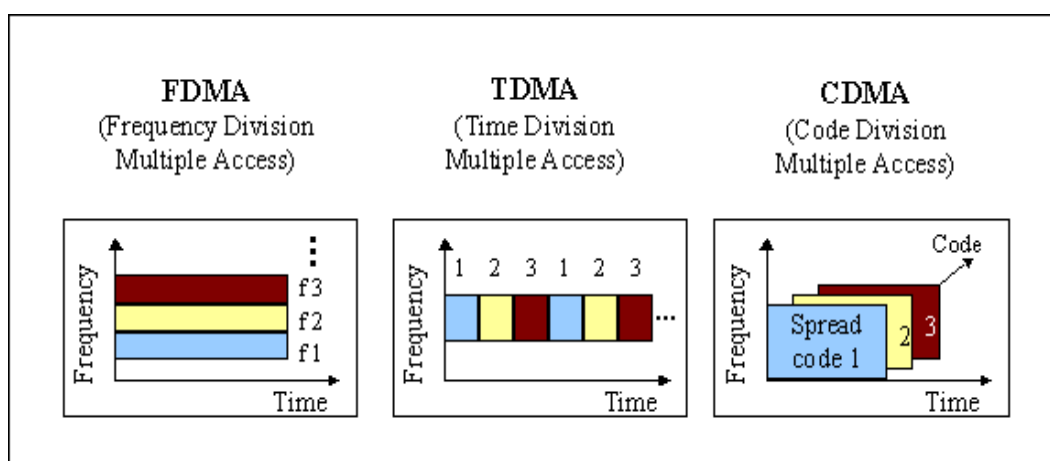 FDMA
(Frequency Division
Multiple Access)
TDMA
(Time Division
Multiple Access)
CDMA
(Code Division
Multiple Access)
Frequency
f3
f2
f1
Time
Frequency
1 2 3 1 2 3
...
Time
Frequency
Code
Spread
code 1
2
3
Time